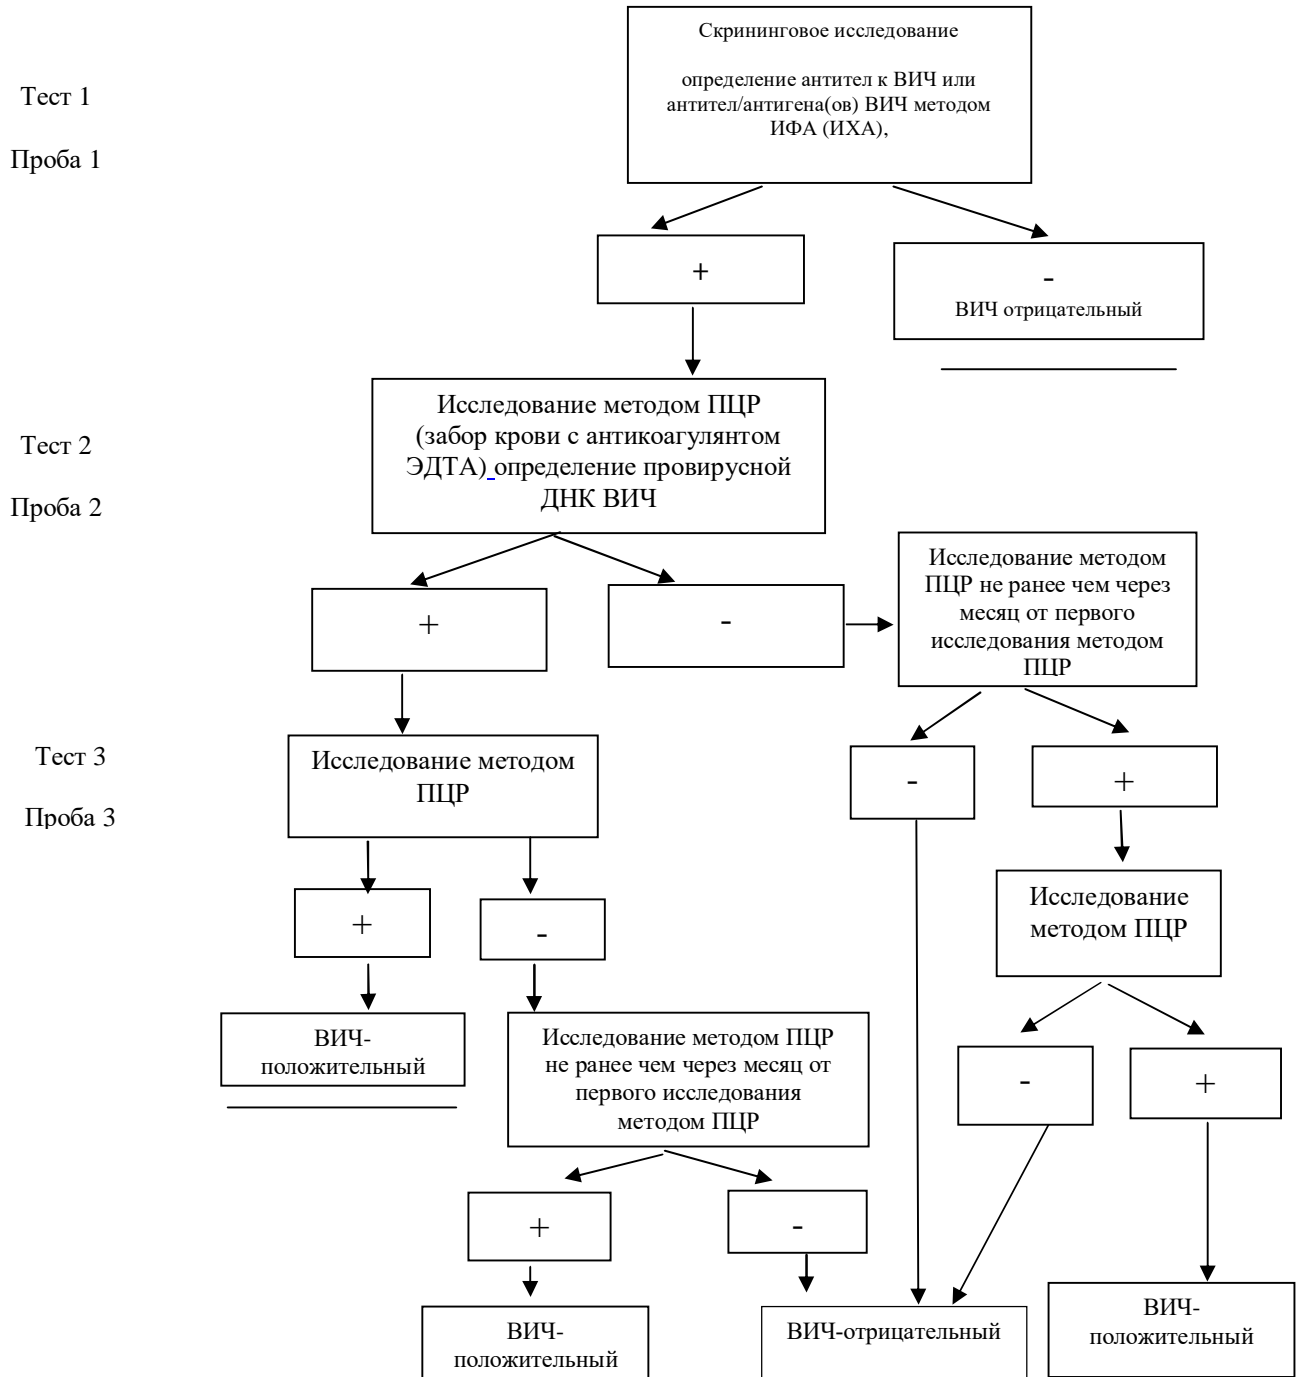 Скрининговое исследование
определение антител к ВИЧ или
антител/антигена(ов) ВИЧ методом
ИФА (ИХА),
Тест 1
Проба 1
+
-
ВИЧ отрицательный
Исследование методом ПЦР
(забор крови с антикоагулянтом
ЭДТА) определение провирусной
ДНК ВИЧ
Тест 2
Проба 2
+
-
Исследование методом
ПЦР не ранее чем через
месяц от первого
исследования методом
ПЦР
Тест 3
Проба 3
Исследование методом
ПЦР
-
+
+
-
Исследование
методом ПЦР
ВИЧ-
положительный
Исследование методом ПЦР
не ранее чем через месяц от
первого исследования
методом ПЦР
-
+
+
-
ВИЧ-
положительный
ВИЧ-отрицательный
ВИЧ-
положительный